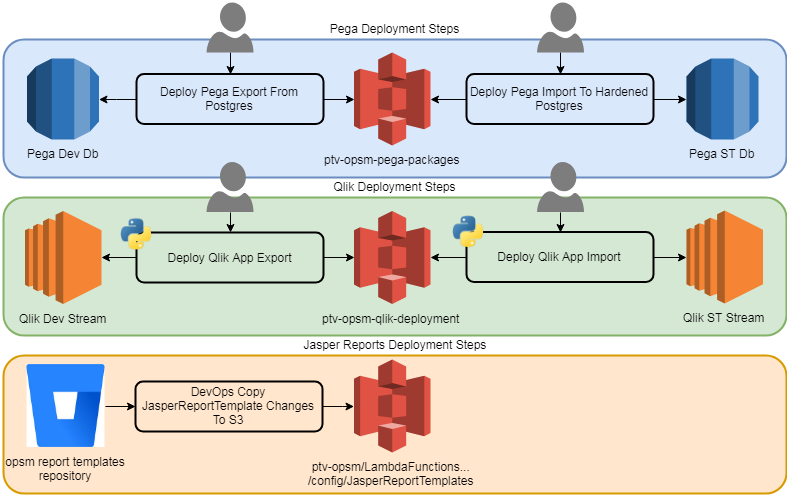 Pega Deployment Steps
Deploy Pega Export From
Postgres
Deploy Pega Import To Hardened
Postgres
Pega Dev Db
ptv-opsm-pega-packages
Pega ST Db
Qlik Deployment Steps
Deploy Qlik App Export
Deploy Qlik App Import
Qlik Dev Stream
ptv-opsm-qlik-deployment
Qlik ST Stream
Jasper Reports Deployment Steps
DevOps Copy
JasperReportTemplate Changes
To S3
opsm report templates
repository
ptv-opsm/LambdaFunctions...
/config/JasperReportTemplates